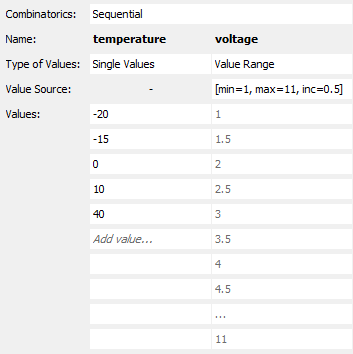 Combinatorics: Sequential
Name: temperature voltage
Type of Values: Single Values Value Range
Value Source: - [min=1, max=11, inc=0.5]
Values: -20 1
-15 1.5
0 2
10 2.5
40 3
Add value... 3.5
4
4.5
...
11